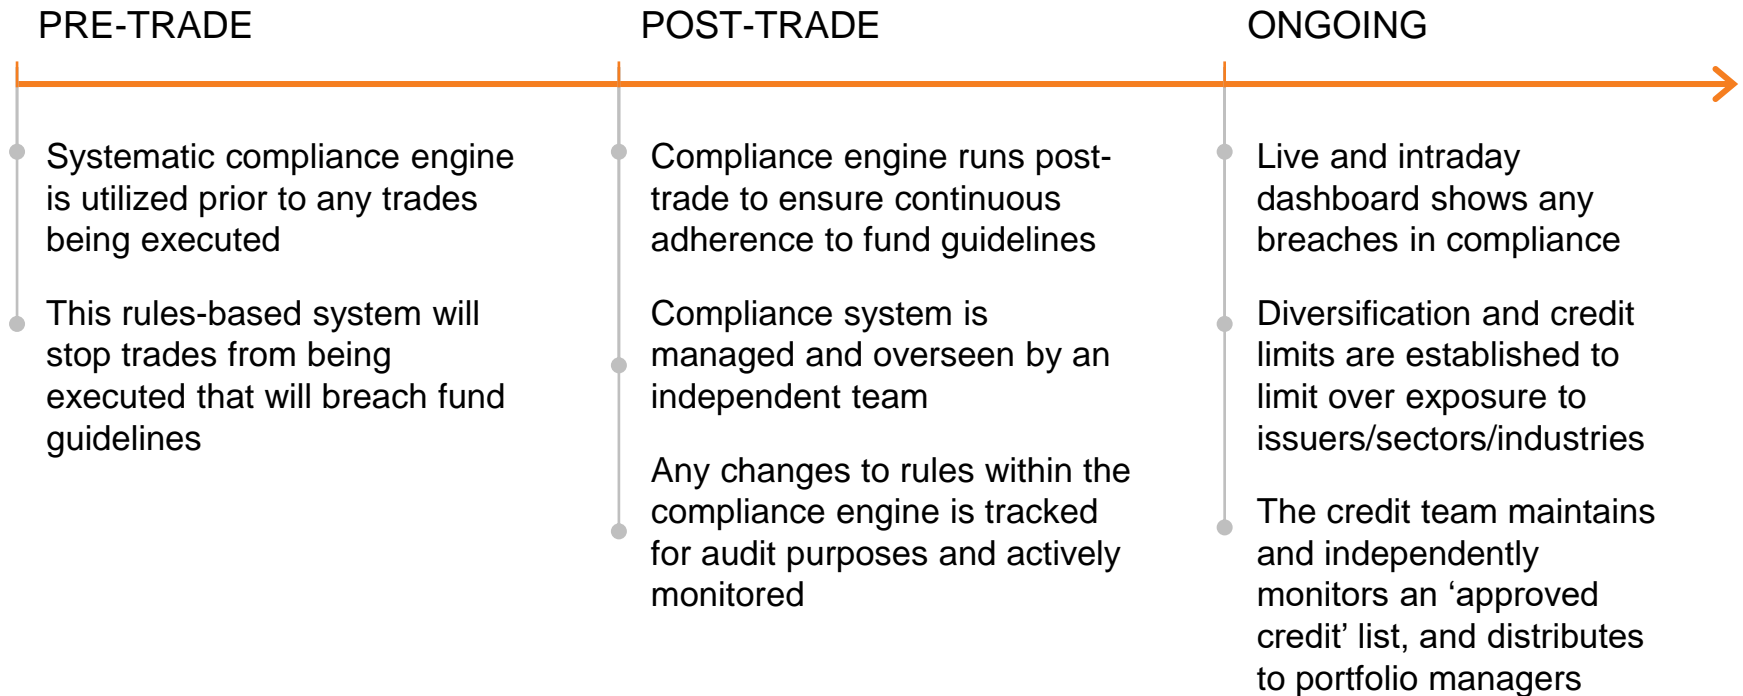 PRE-TRADE
Systematic compliance engine
is utilized prior to any trades
being executed
This rules-based system will
stop trades from being
executed that will breach fund
guidelines
POST-TRADE
Compliance engine runs post-
trade to ensure continuous
adherence to fund guidelines
Compliance system is
managed and overseen by an
independent team
Any changes to rules within the
compliance engine is tracked
for audit purposes and actively
monitored
ONGOING
Live and intraday
dashboard shows any
breaches in compliance
Diversification and credit
limits are established to
limit over exposure to
issuers/sectors/industries
The credit team maintains
and independently
monitors an ‘approved
credit’ list, and distributes
to portfolio managers